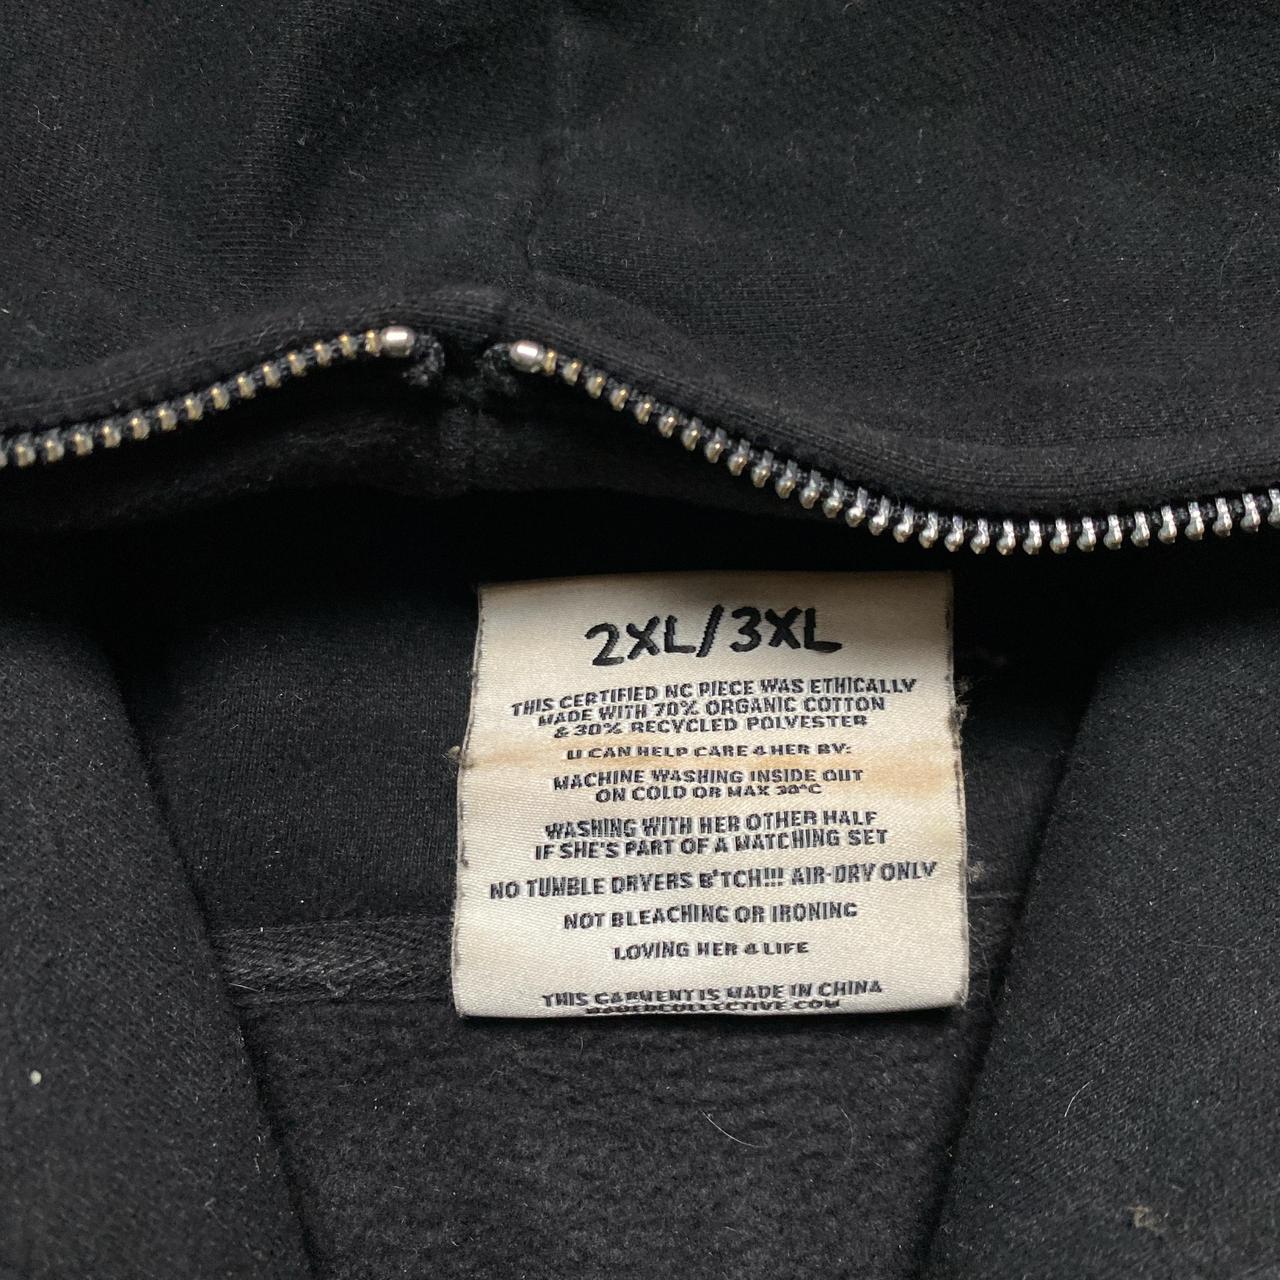 2XL/3XL
THIS CERTIFIED NC PIECE WAS ETHICALLY
MADE WITH 70% ORGANIC COTTON
& 30% RECYCLED POLYESTER
U CAN HELP CARE 4 HER BY:
MACHINE WASHING INSIDE OUT
ON COLD OR MAX 30°C
WASHING WITH HER OTHER HALF
IF SHE'S PART OF A MATCHING SET
NO TUMBLE DRYERS B*TCH!!! AIR-DRY ONLY
NOT BLEACHING OR IRONING
LOVING HER 4 LIFE
THIS GARMENT IS MADE IN CHINA